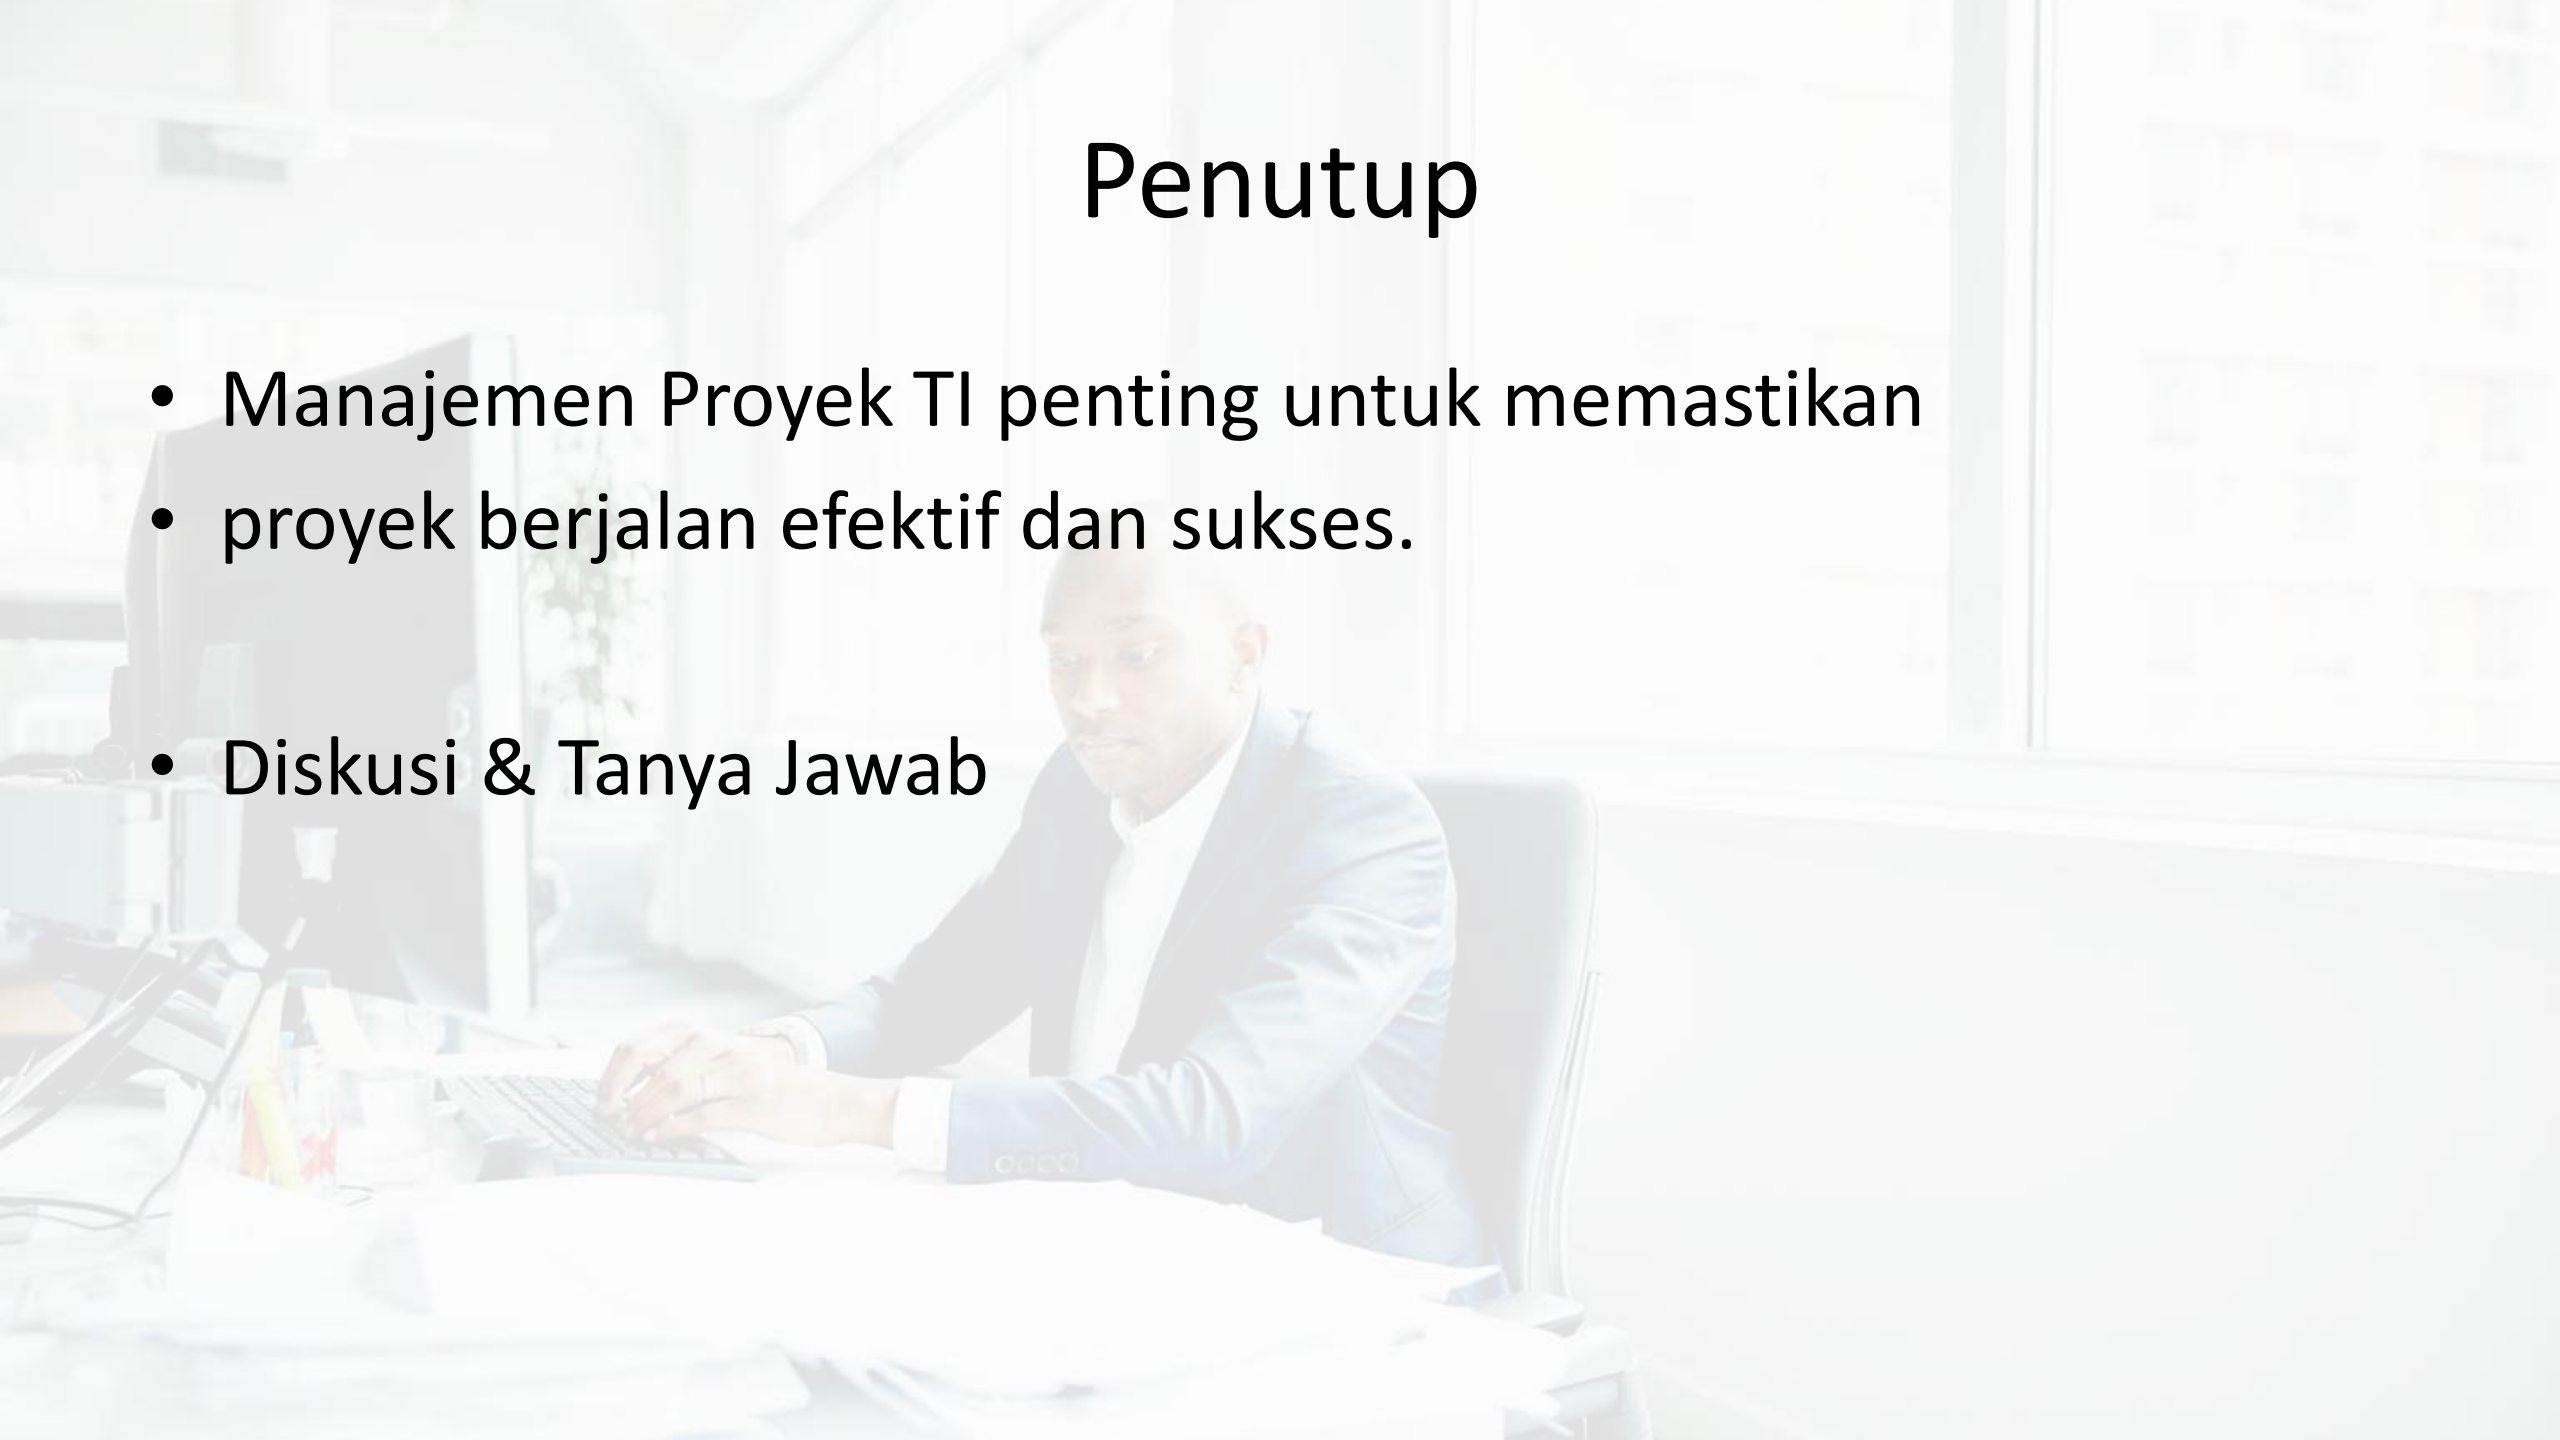 Penutup
• Manajemen Proyek TI penting untuk memastikan
• proyek berjalan efektif dan sukses.
• Diskusi & Tanya Jawab